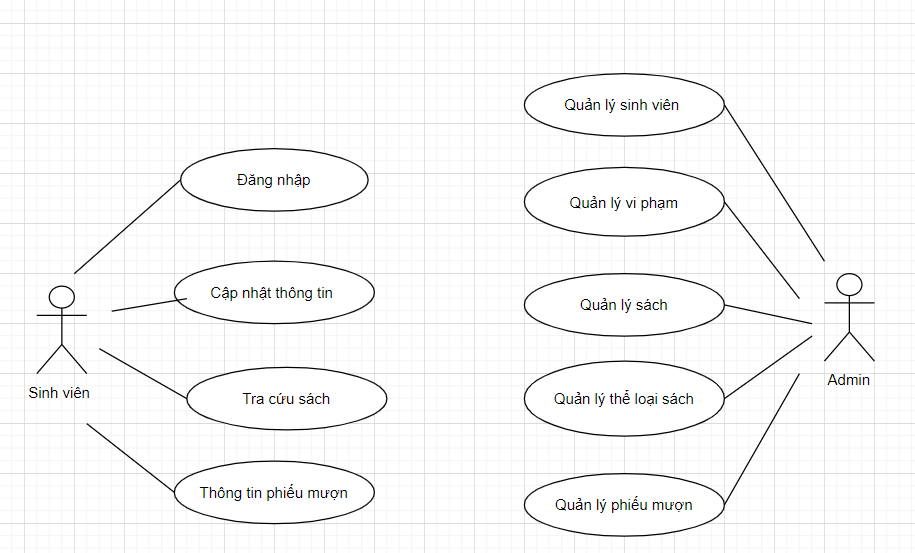 Quản lý sinh viên
Đăng nhập
Quản lý vi phạm
Cập nhật thông tin
Quản lý sách
Sinh viên
Admin
Tra cứu sách
Quản lý thể loại sách
Thông tin phiếu mượn
Quản lý phiếu mượn